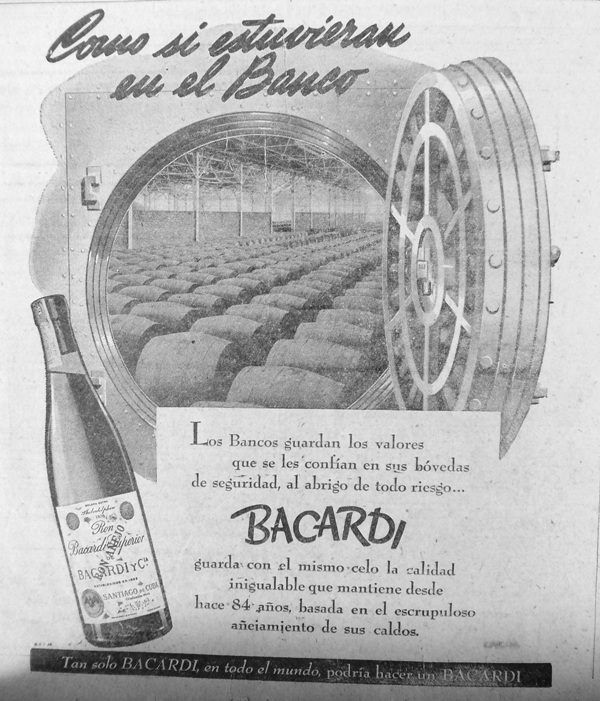 Como si estuvieran
en el Banco
Los Bancos guardan los valores
que se les confían en sus bóvedas
de seguridad, al abrigo de todo riesgo...
BACARDI
guarda con el mismo celo la calidad
inigualable que mantiene desde
hace 84 años, basada en el escrupuloso
añejamiento de sus caldos.
Ron
Bacardi Superior
RON AÑEJO
BACARDI Y Cª
SANTIAGO DE CUBA
Tan solo BACARDI, en todo el mundo, podría hacer un BACARDI